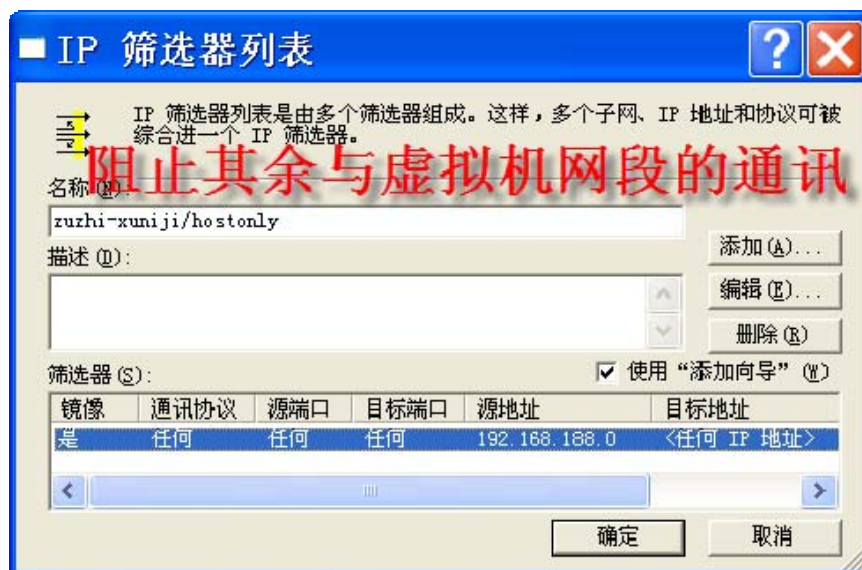 IP 筛选器列表
IP 筛选器列表是由多个筛选器组成。这样,多个子网、IP 地址和协议可被
综合进一个 IP 筛选器。
阻止其余与虚拟机网段的通讯
名称(N):
zuzhi-xuniji/hostonly
添加(A)...
描述(D):
编辑(E)...
删除(R)
筛选器(S):
使用“添加向导”(W)
镜像 通讯协议 源端口 目标端口 源地址 目标地址
是 任何 任何 任何 192.168.188.0 <任何 IP 地址>
确定 取消